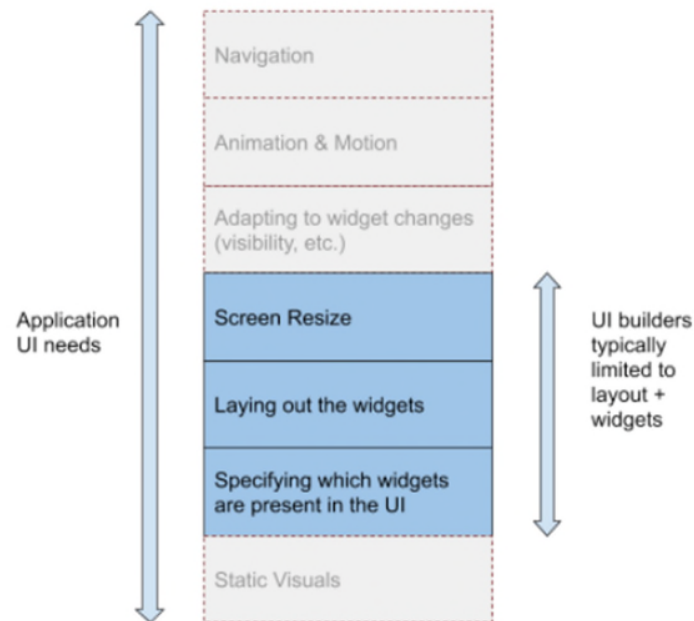 Navigation
Animation & Motion
Adapting to widget changes
(visibility, etc.)
Application
UI needs
Screen Resize
Laying out the widgets
Specifying which widgets
are present in the UI
UI builders
typically
limited to
layout +
widgets
Static Visuals